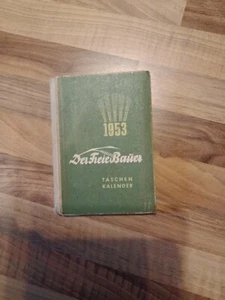 1953
Der Freie Bauer
TASCHEN
KALENDER